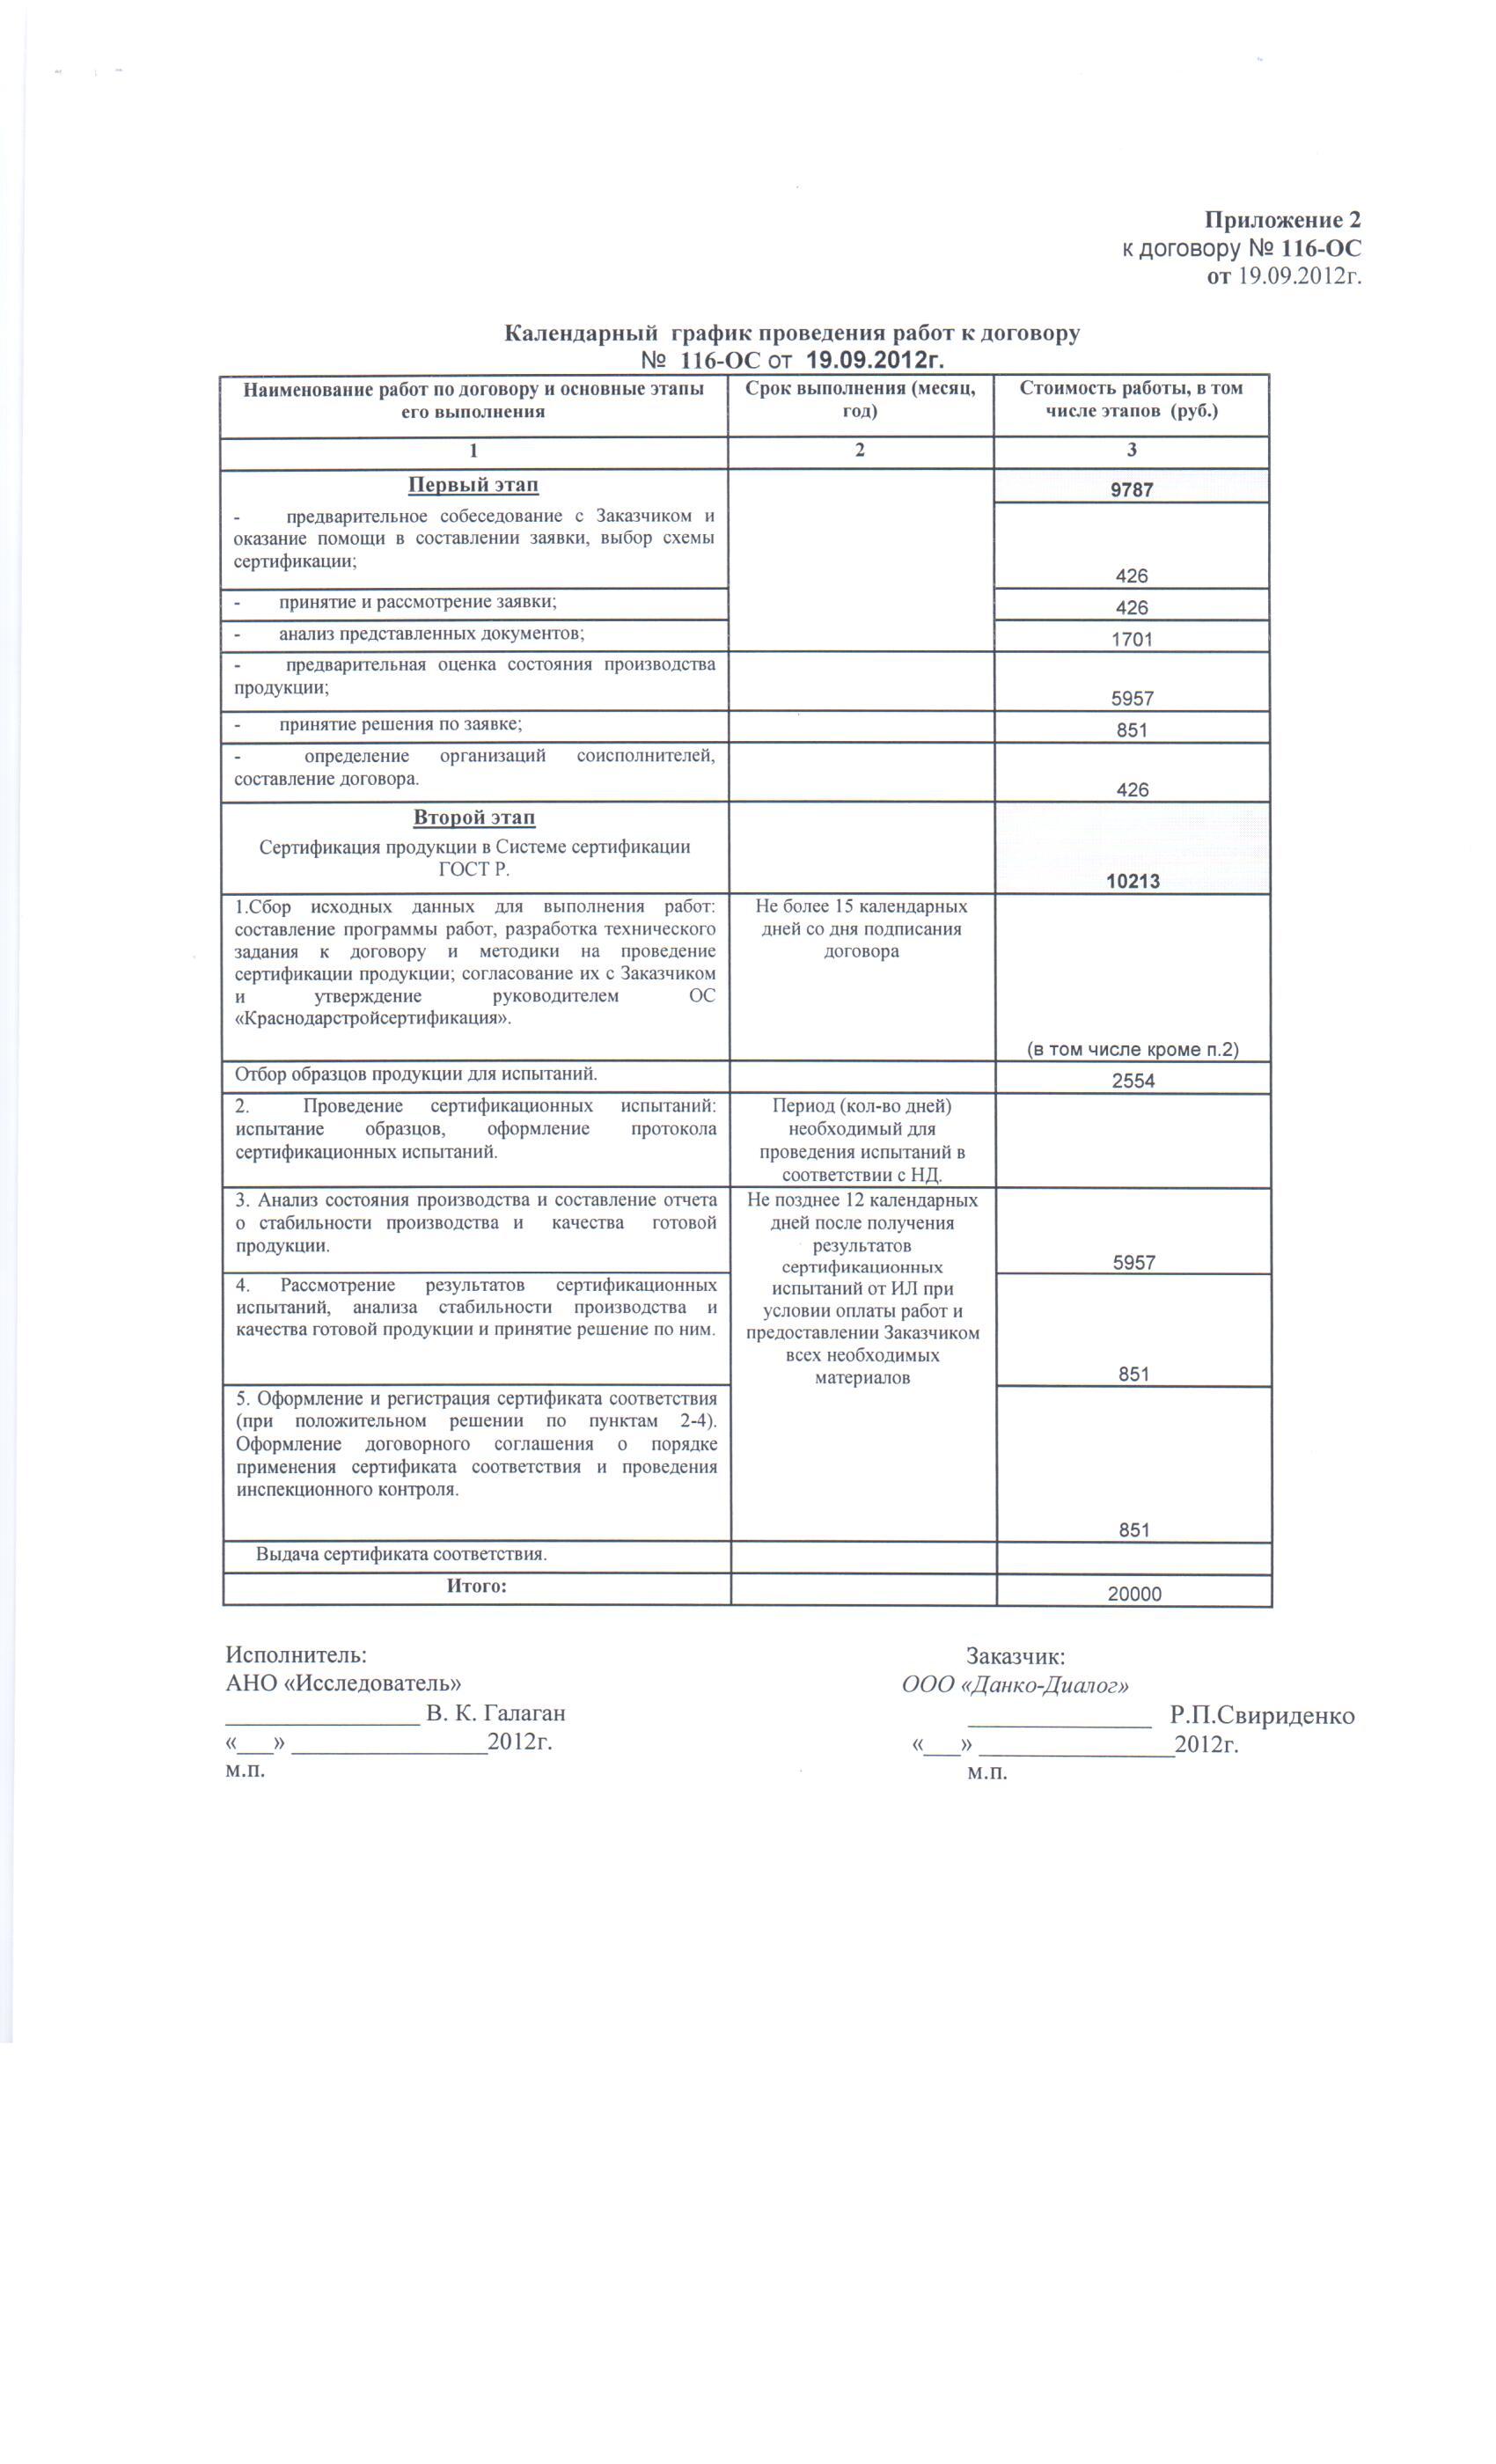 Приложение 2
к договору № 116-ОС
от 19.09.2012г.
Календарный график проведения работ к договору
№ 116-ОС от 19.09.2012г.
Наименование работ по договору и основные этапы
его выполнения
Срок выполнения (месяц,
год)
Стоимость работы, в том
числе этапов (руб.)
1
2
3
Первый этап
9787
- предварительное собеседование с Заказчиком и
оказание помощи в составлении заявки, выбор схемы
сертификации;
426
- принятие и рассмотрение заявки;
426
- анализ представленных документов;
1701
- предварительная оценка состояния производства
продукции;
5957
- принятие решения по заявке;
851
- определение организаций соисполнителей,
составление договора.
426
Второй этап
Сертификация продукции в Системе сертификации
ГОСТ Р.
10213
1.Сбор исходных данных для выполнения работ:
составление программы работ, разработка технического
задания к договору и методики на проведение
сертификации продукции; согласование их с Заказчиком
и утверждение руководителем ОС
«Краснодарстройсертификация».
Не более 15 календарных
дней со дня подписания
договора
(в том числе кроме п.2)
Отбор образцов продукции для испытаний.
2554
2. Проведение сертификационных испытаний:
испытание образцов, оформление протокола
сертификационных испытаний.
Период (кол-во дней)
необходимый для
проведения испытаний в
соответствии с НД.
3. Анализ состояния производства и составление отчета
о стабильности производства и качества готовой
продукции.
Не позднее 12 календарных
дней после получения
результатов
сертификационных
испытаний от ИЛ при
условии оплаты работ и
предоставлении Заказчиком
всех необходимых
материалов
5957
4. Рассмотрение результатов сертификационных
испытаний, анализа стабильности производства и
качества готовой продукции и принятие решение по ним.
851
5. Оформление и регистрация сертификата соответствия
(при положительном решении по пунктам 2-4).
Оформление договорного соглашения о порядке
применения сертификата соответствия и проведения
инспекционного контроля.
851
Выдача сертификата соответствия.
Итого:
20000
Исполнитель:
АНО «Исследователь»
________________ В. К. Галаган
«___» ________________2012г.
м.п.
Заказчик:
ООО «Данко-Диалог»
_______________ Р.П.Свириденко
«___» ________________2012г.
м.п.